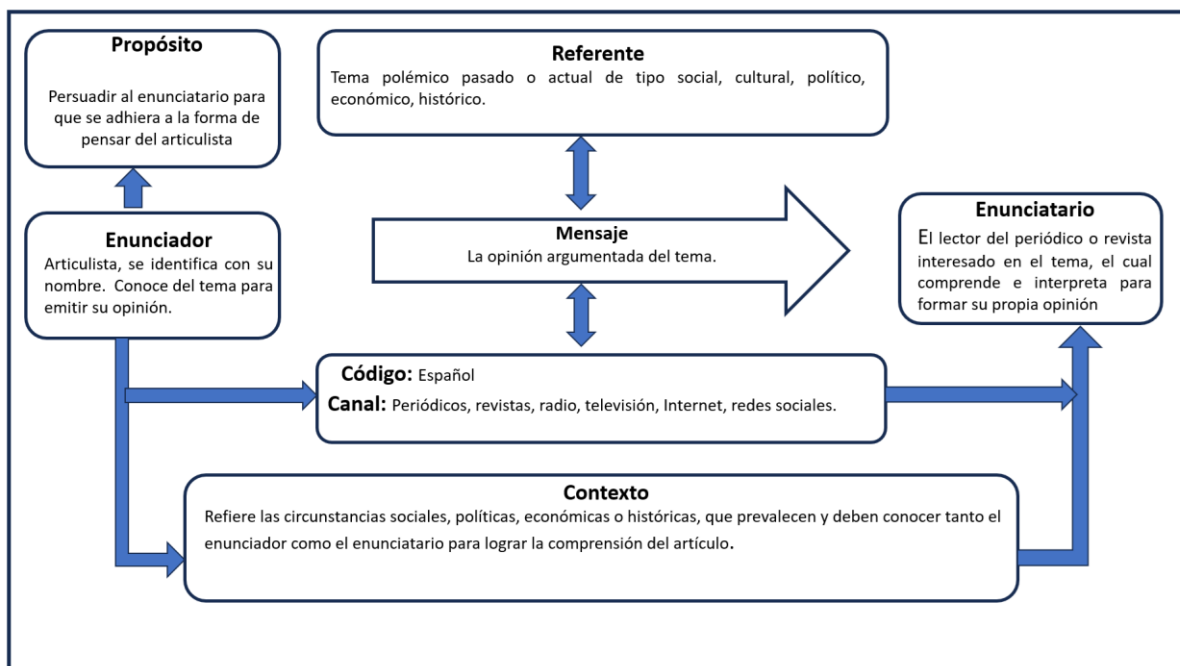 Propósito
Persuadir al enunciatario para
que se adhiera a la forma de
pensar del articulista
Referente
Tema polémico pasado o actual de tipo social, cultural, político,
económico, histórico.
Enunciador
Articulista, se identifica con su
nombre. Conoce del tema para
emitir su opinión.
Mensaje
La opinión argumentada del tema.
Enunciatario
El lector del periódico o revista
interesado en el tema, el cual
comprende e interpreta para
formar su propia opinión
Código: Español
Canal: Periódicos, revistas, radio, televisión, Internet, redes sociales.
Contexto
Refiere las circunstancias sociales, políticas, económicas o históricas, que prevalecen y deben conocer tanto el
enunciador como el enunciatario para lograr la comprensión del artículo.